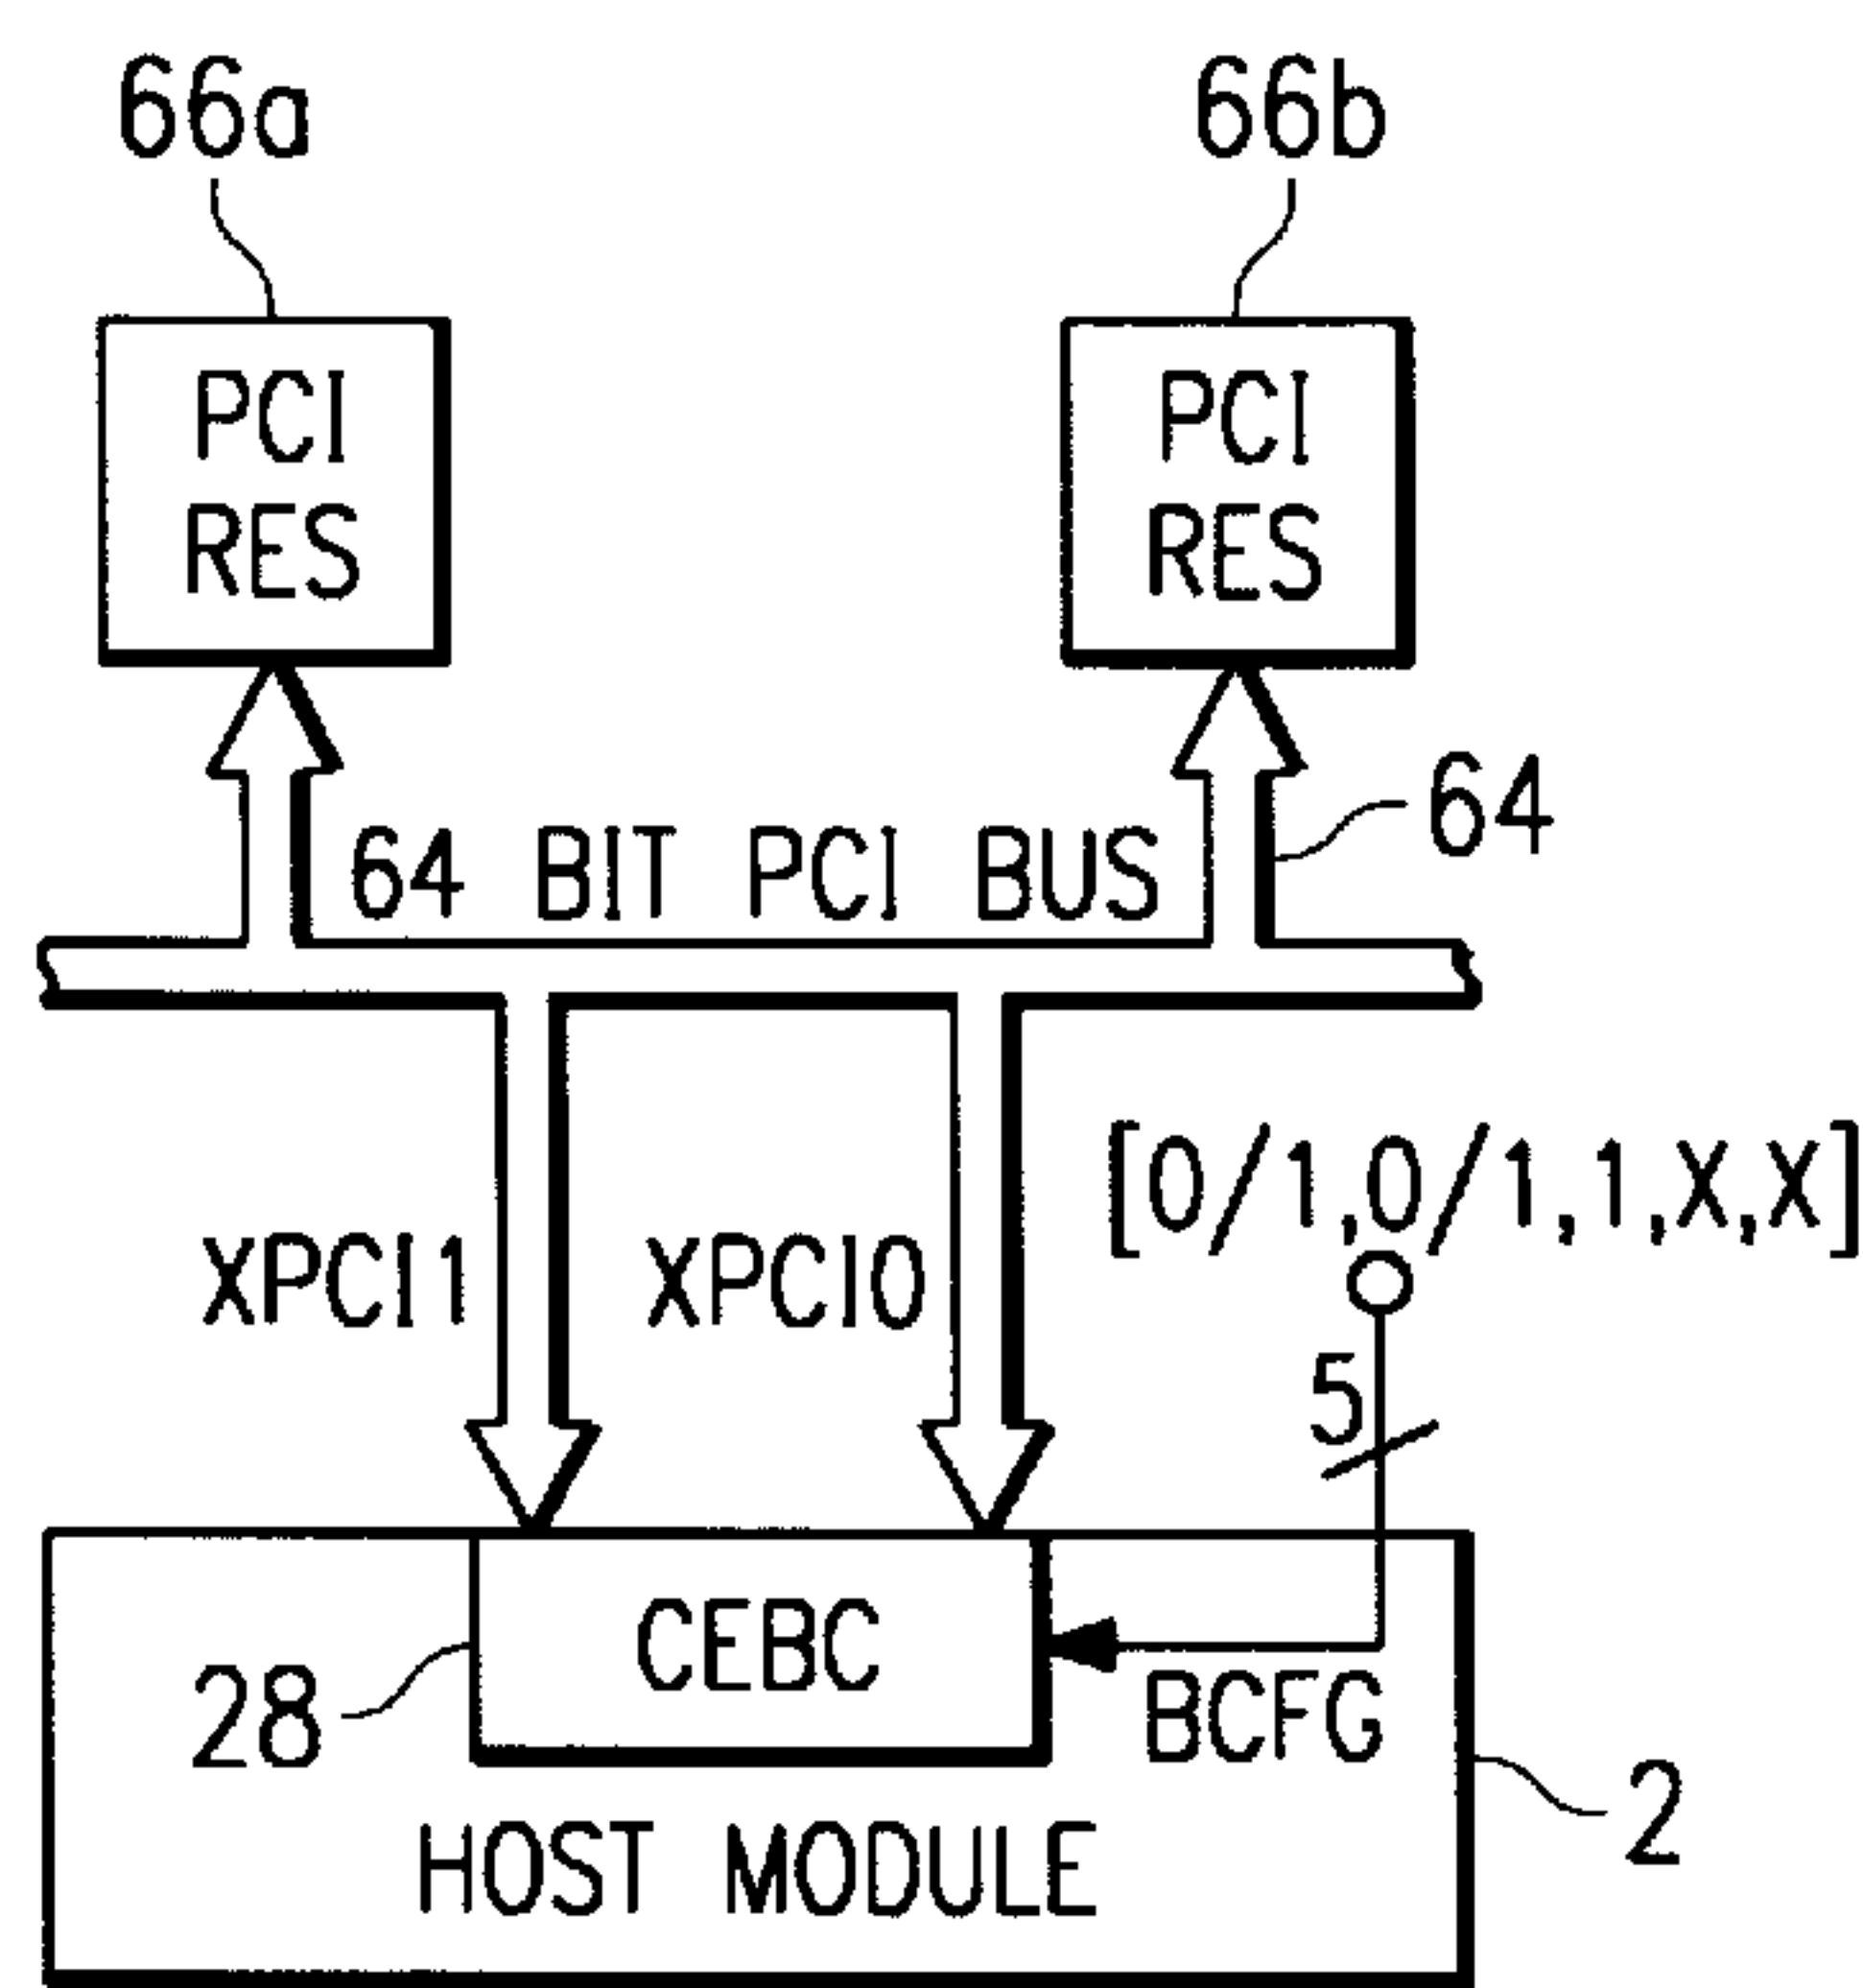 66a 66b
PCI PCI
RES RES
64
64 BIT PCI BUS
[0/1,0/1,1,X,X]
XPCI1 XPCI0
5
CEBC
28 BCFG
2
HOST MODULE